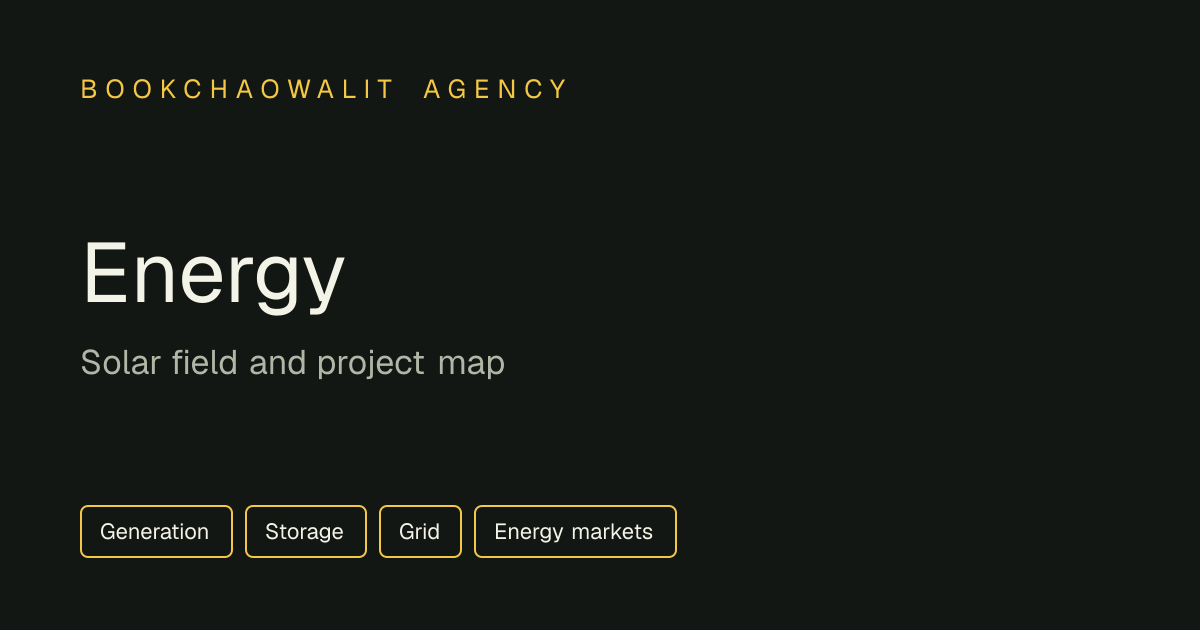 BOOKCHAOWALIT AGENCY
Energy
Solar field and project map
Generation Storage Grid Energy markets